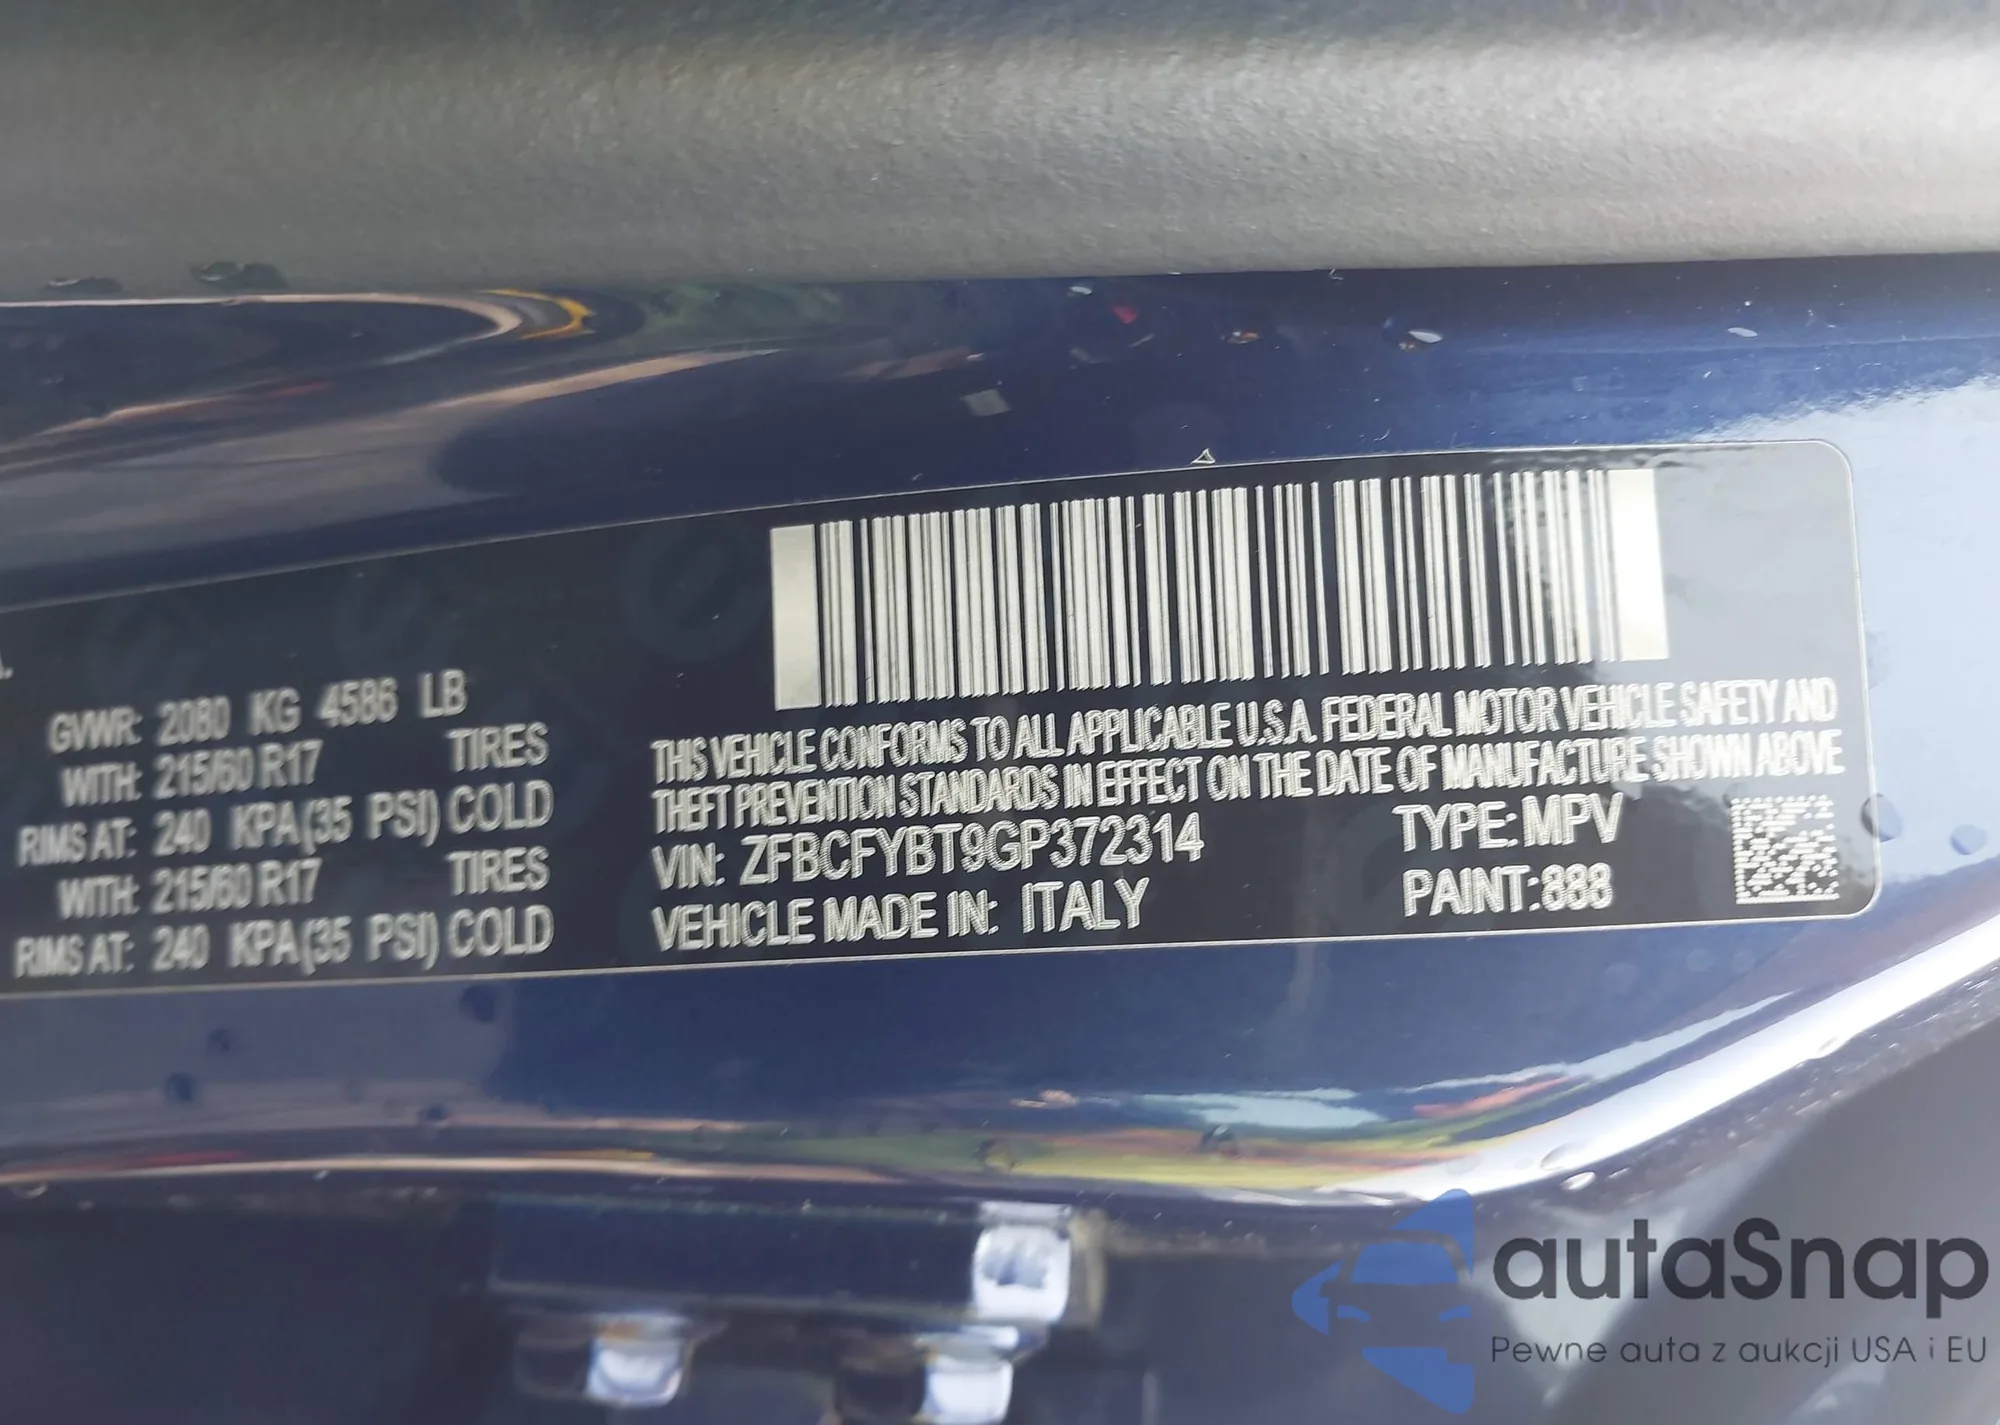 GVWR: 2080 KG 4586 LB
WITH: 215/60 R17 TIRES
RIMS AT: 240 KPA(35 PSI) COLD
WITH: 215/60 R17 TIRES
RIMS AT: 240 KPA(35 PSI) COLD
THIS VEHICLE CONFORMS TO ALL APPLICABLE U.S.A. FEDERAL MOTOR VEHICLE SAFETY AND
THEFT PREVENTION STANDARDS IN EFFECT ON THE DATE OF MANUFACTURE SHOWN ABOVE
VIN: ZFBCFYBT9GP372314 TYPE: MPV
VEHICLE MADE IN: ITALY PAINT:888
autaSnap
Pewne auta z aukcji USA i EU